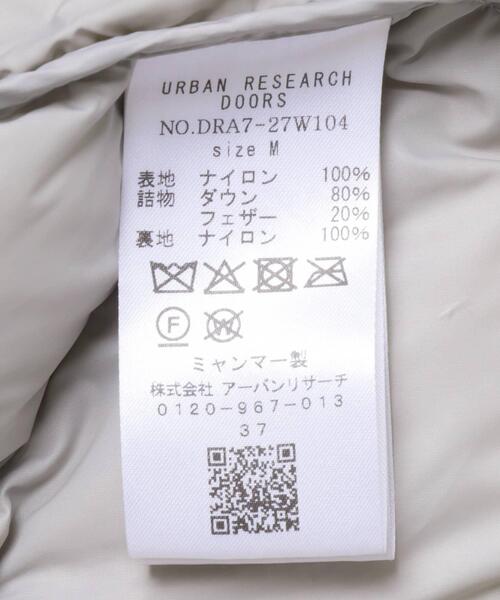 URBAN RESEARCH
DOORS
NO.DRA7-27W104
size M
表地 ナイロン 100%
詰物 ダウン 80%
フェザー 20%
裏地 ナイロン 100%
F W
ミャンマー製
株式会社 アーバンリサーチ
0120-967-013
37